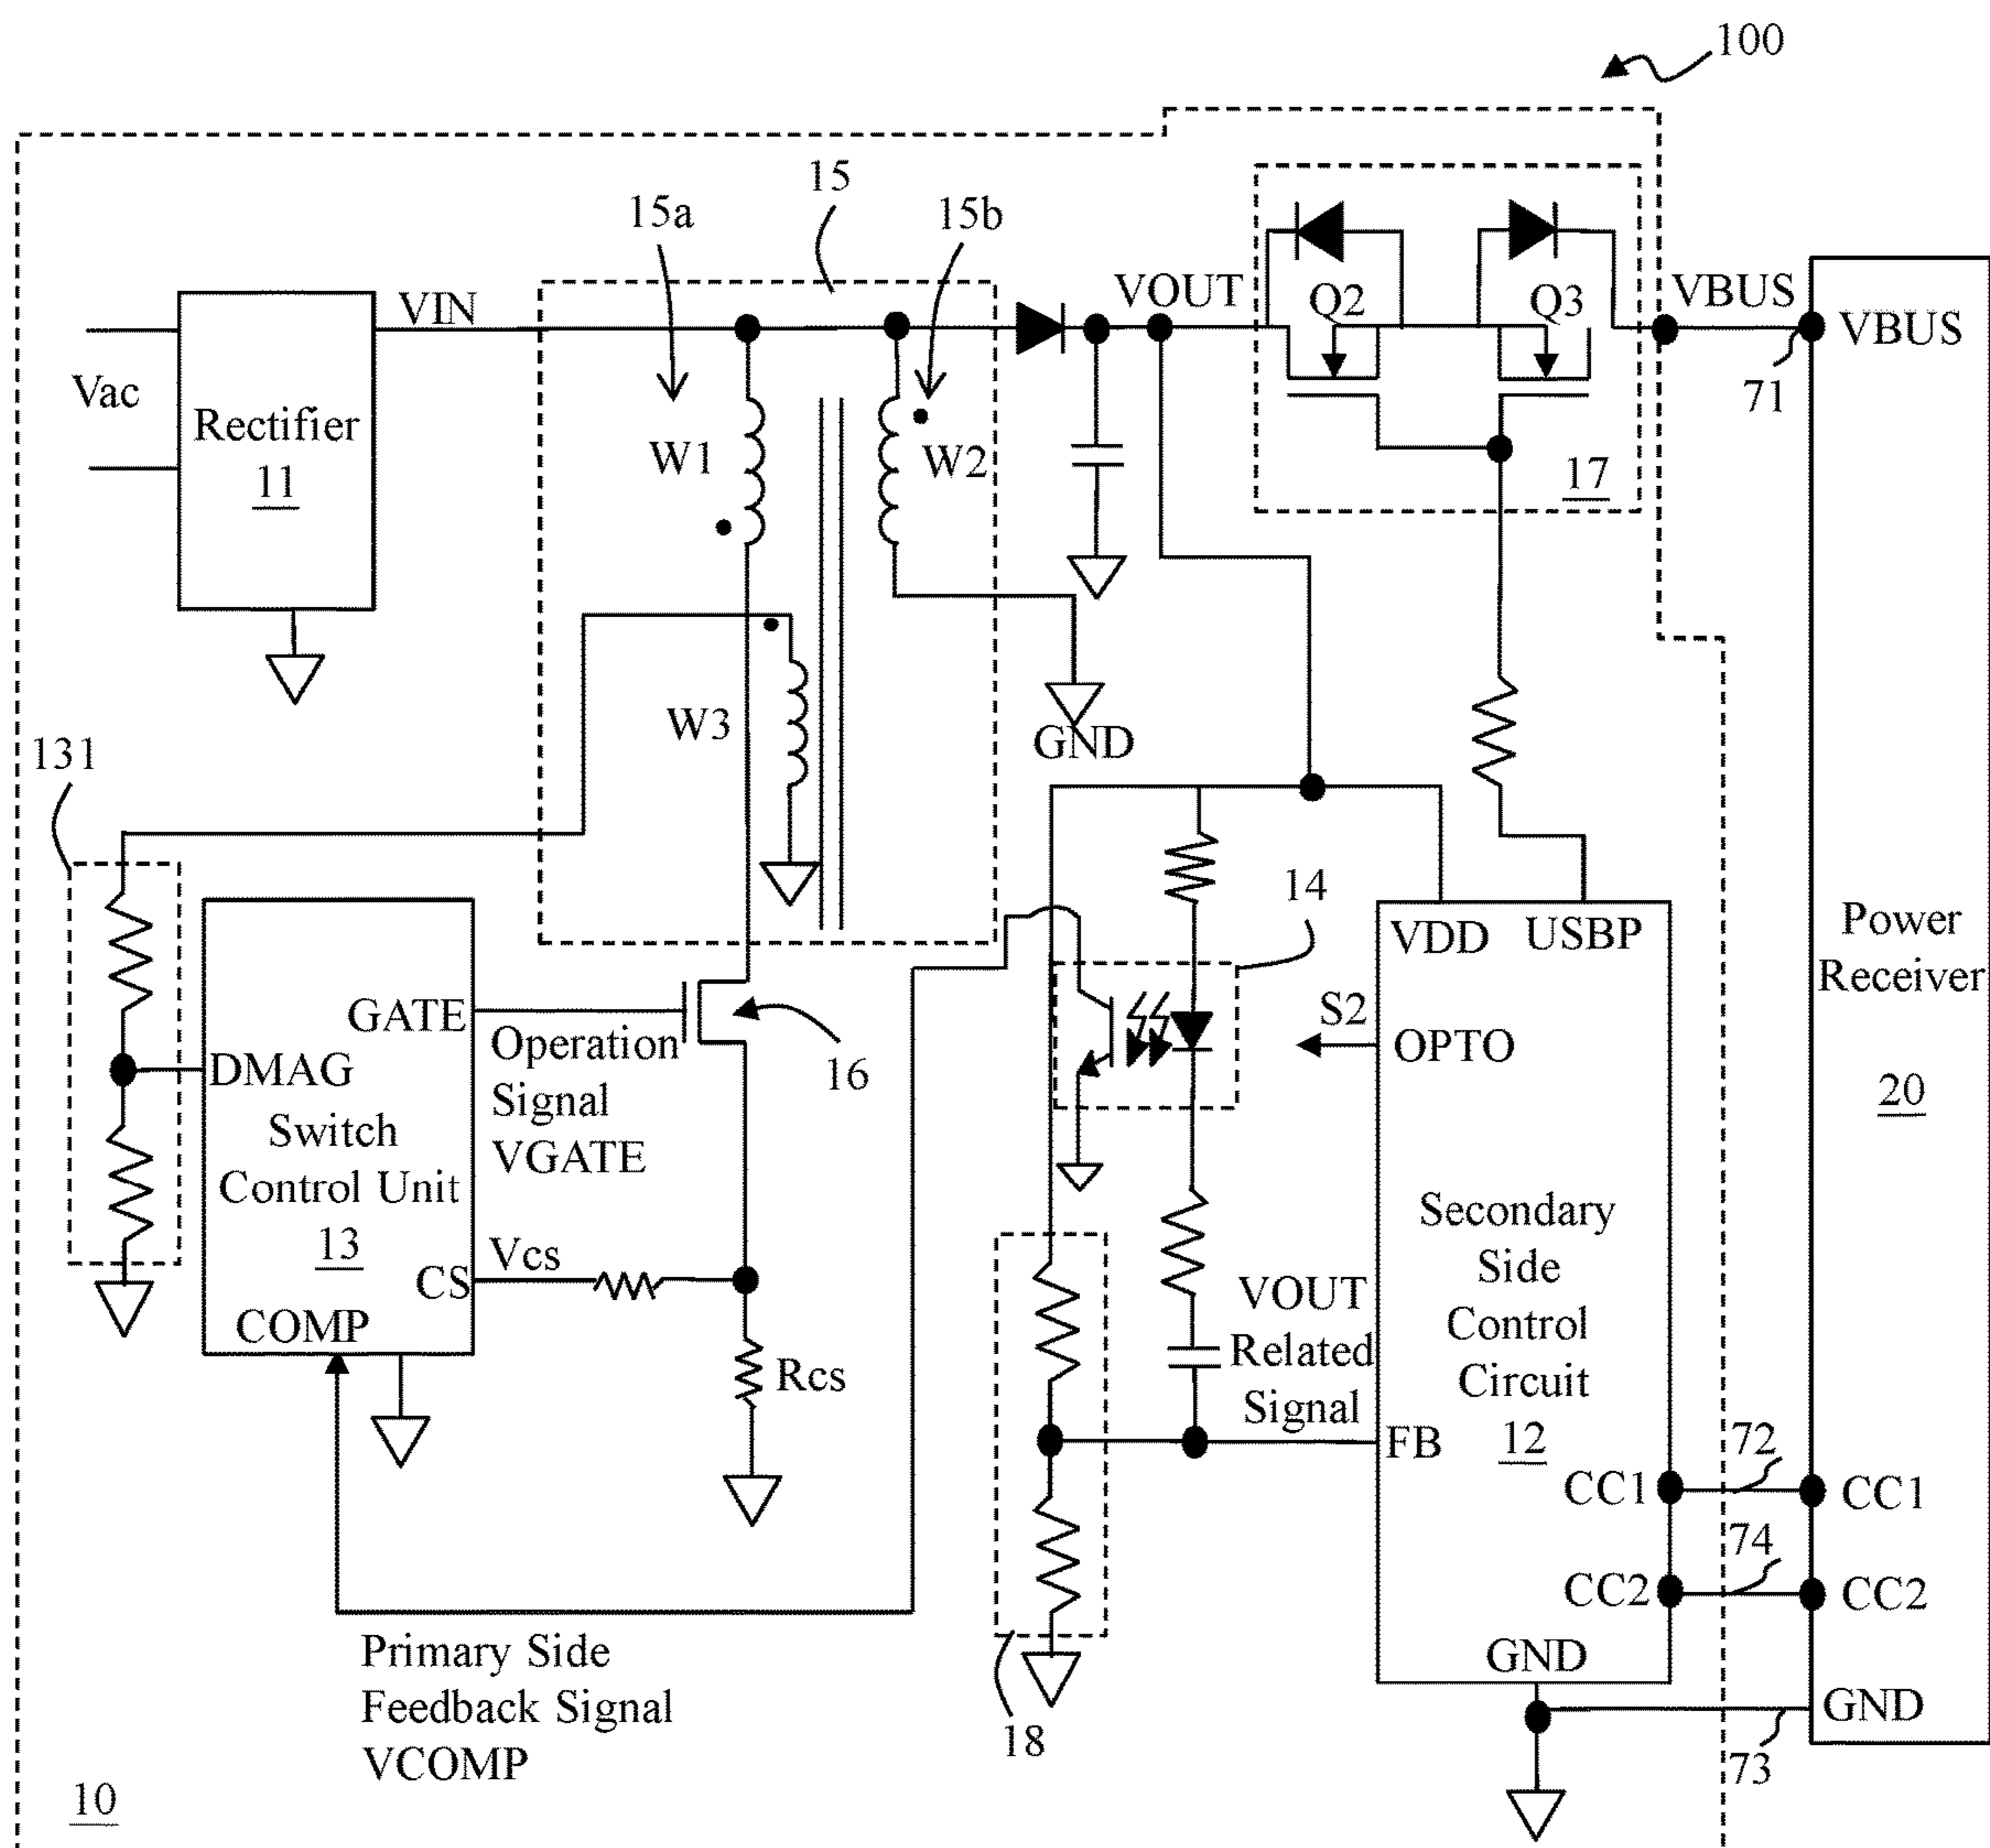 100
15
15a
15b
VIN
VOUT
Q2
Q3
VBUS
VBUS
71
Vac
Rectifier
11
W1
W2
17
W3
GND
131
14
Power
Receiver
20
VDD
USBP
S2
OPTO
GATE
Operation
Signal
VGATE
16
DMAG
Switch
Control Unit
13
Vcs
CS
COMP
Rcs
Secondary
Side
Control
Circuit
12
VOUT
Related
Signal
FB
CC1
72
CC1
74
CC2
CC2
GND
GND
73
18
Primary Side
Feedback Signal
VCOMP
10